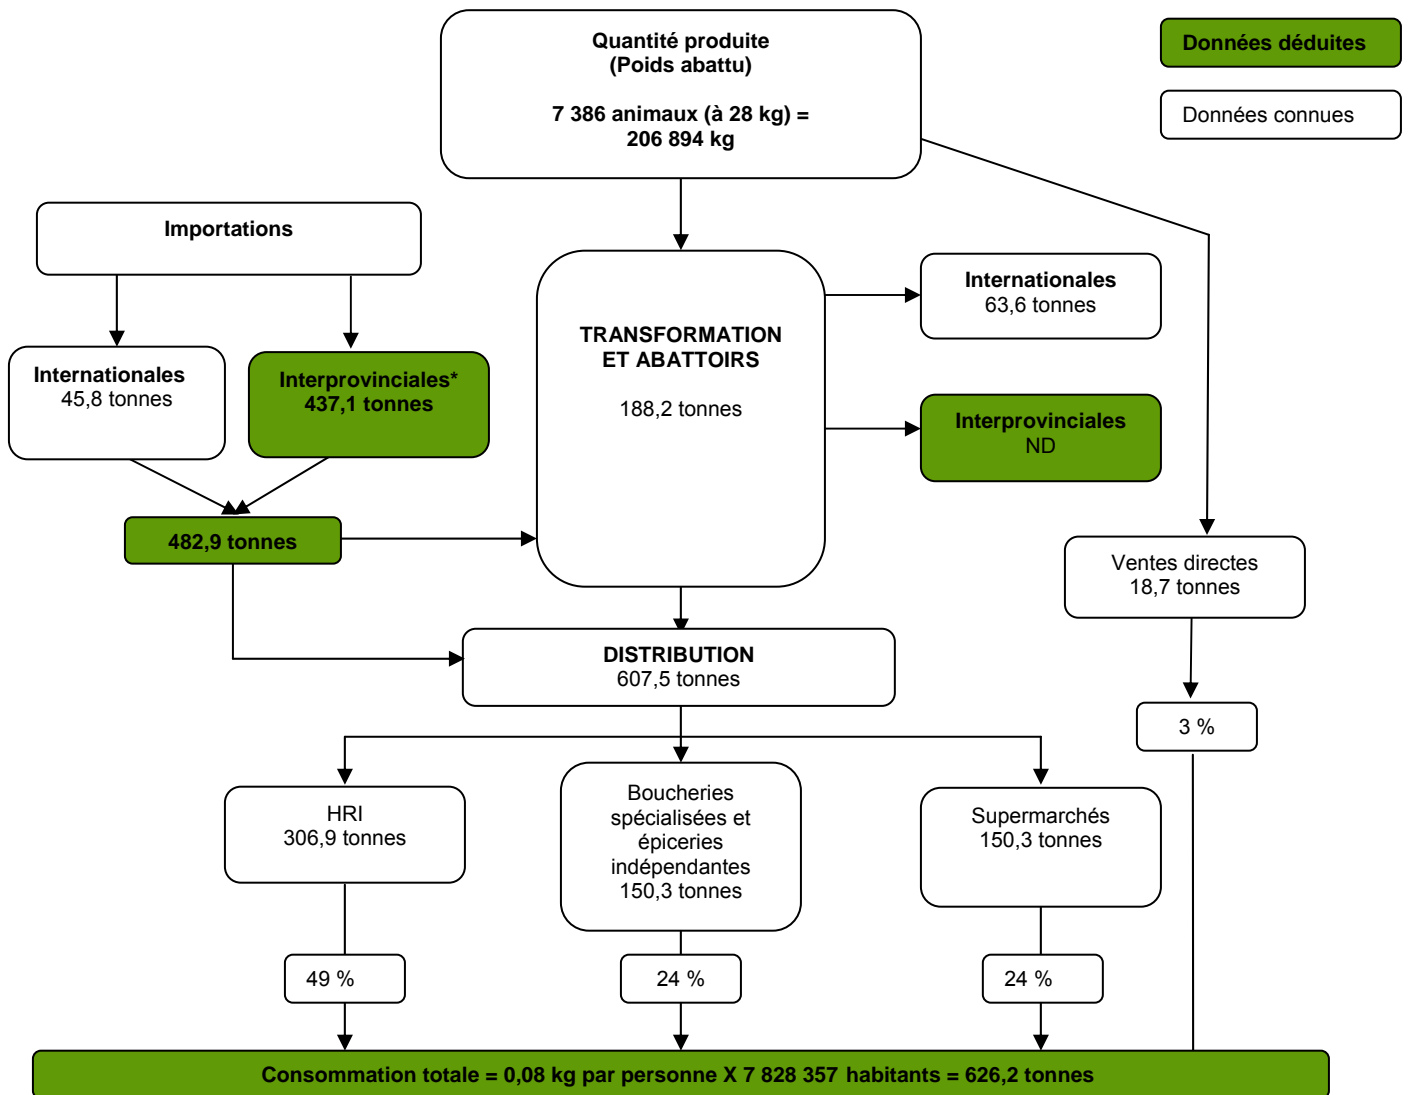 Quantité produite
(Poids abattu)
7 386 animaux (à 28 kg) =
206 894 kg
Données déduites
Données connues
Importations
Internationales
45,8 tonnes
Interprovinciales*
437,1 tonnes
482,9 tonnes
TRANSFORMATION
ET ABATTOIRS
188,2 tonnes
Internationales
63,6 tonnes
Interprovinciales
ND
Ventes directes
18,7 tonnes
DISTRIBUTION
607,5 tonnes
3 %
HRI
306,9 tonnes
Boucheries
spécialisées et
épiceries
indépendantes
150,3 tonnes
Supermarchés
150,3 tonnes
49 %
24 %
24 %
Consommation totale = 0,08 kg par personne X 7 828 357 habitants = 626,2 tonnes